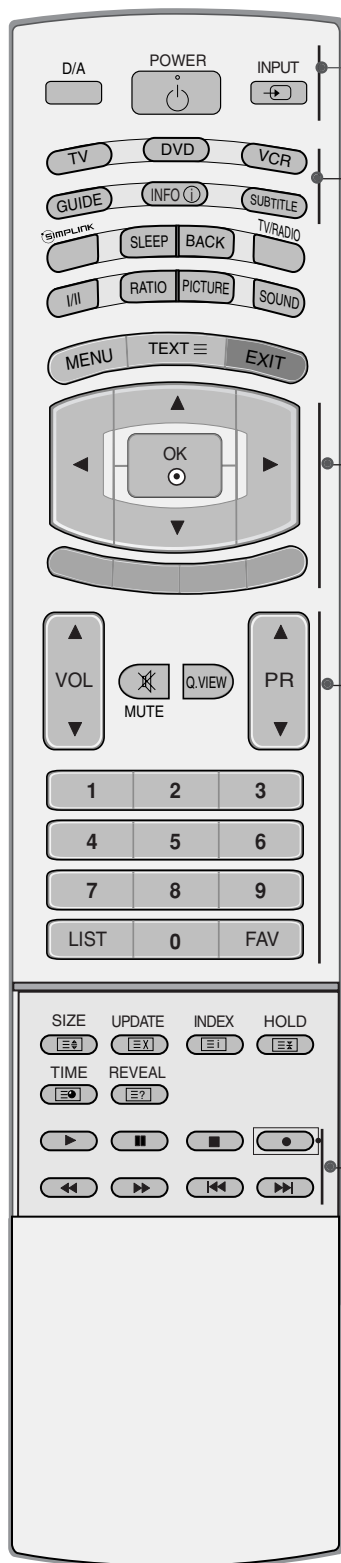 D/A POWER INPUT
TV DVD VCR
GUIDE INFO i SUBTITLE
SIMPLINK SLEEP BACK TV/RADIO
I/II RATIO PICTURE SOUND
MENU TEXT EXIT
OK
VOL MUTE Q.VIEW PR
1 2 3
4 5 6
7 8 9
LIST 0 FAV
SIZE UPDATE INDEX HOLD
X i
TIME REVEAL
?